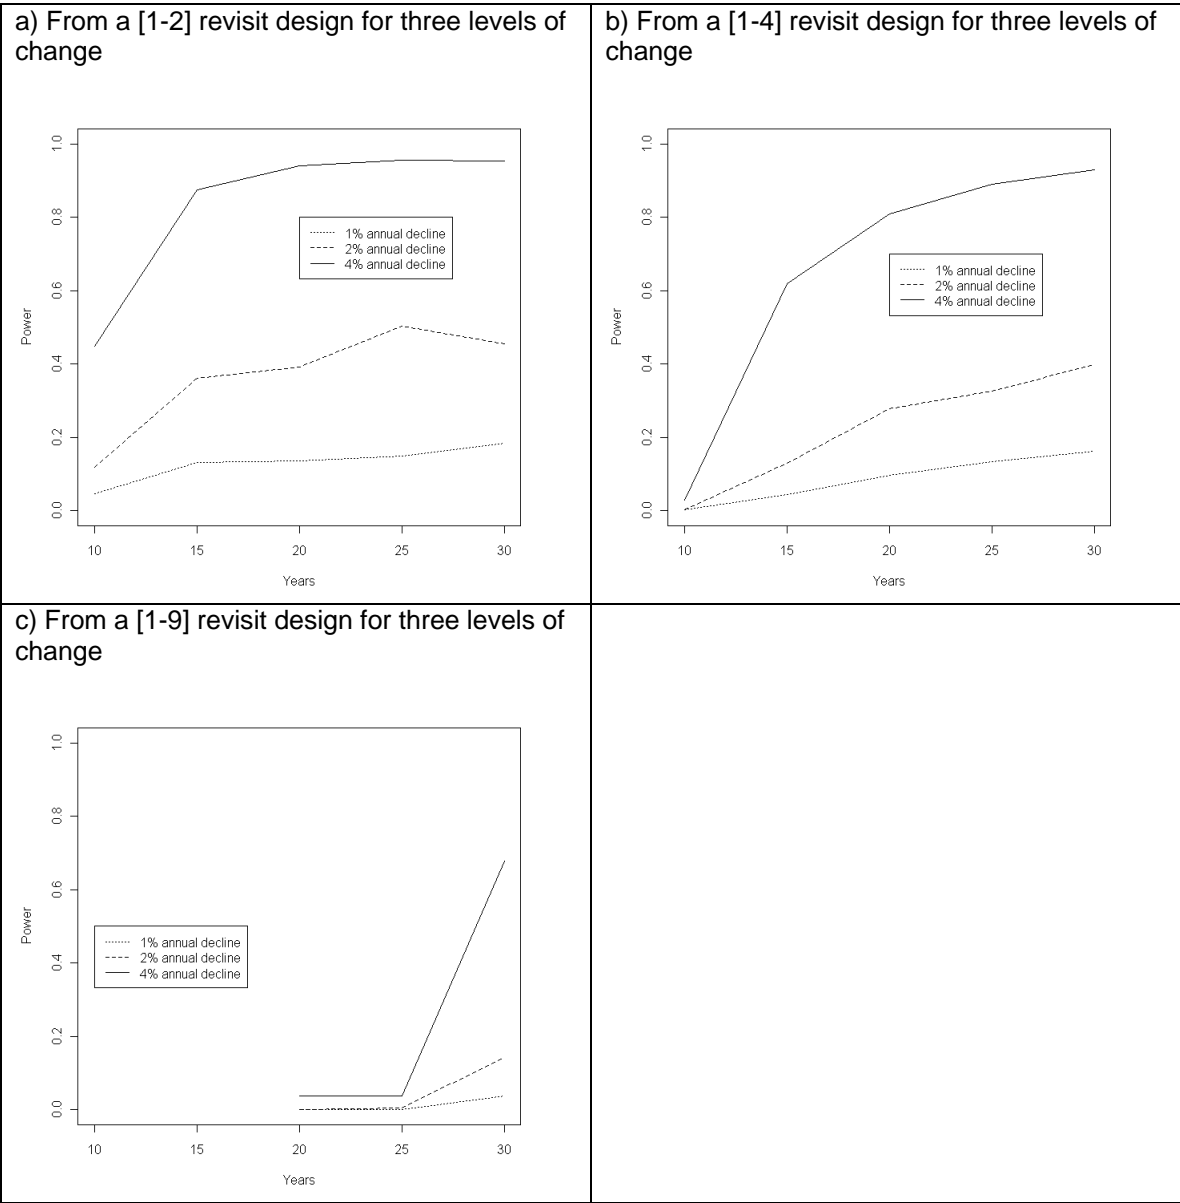 a) From a [1-2] revisit design for three levels of
change
1.0
0.8
0.6
0.4
0.2
0.0
Power
1% annual decline
2% annual decline
4% annual decline
10 15 20 25 30
Years
b) From a [1-4] revisit design for three levels of
change
1.0
0.8
0.6
0.4
0.2
0.0
Power
1% annual decline
2% annual decline
4% annual decline
10 15 20 25 30
Years
c) From a [1-9] revisit design for three levels of
change
1.0
0.8
0.6
0.4
0.2
0.0
Power
1% annual decline
2% annual decline
4% annual decline
10 15 20 25 30
Years